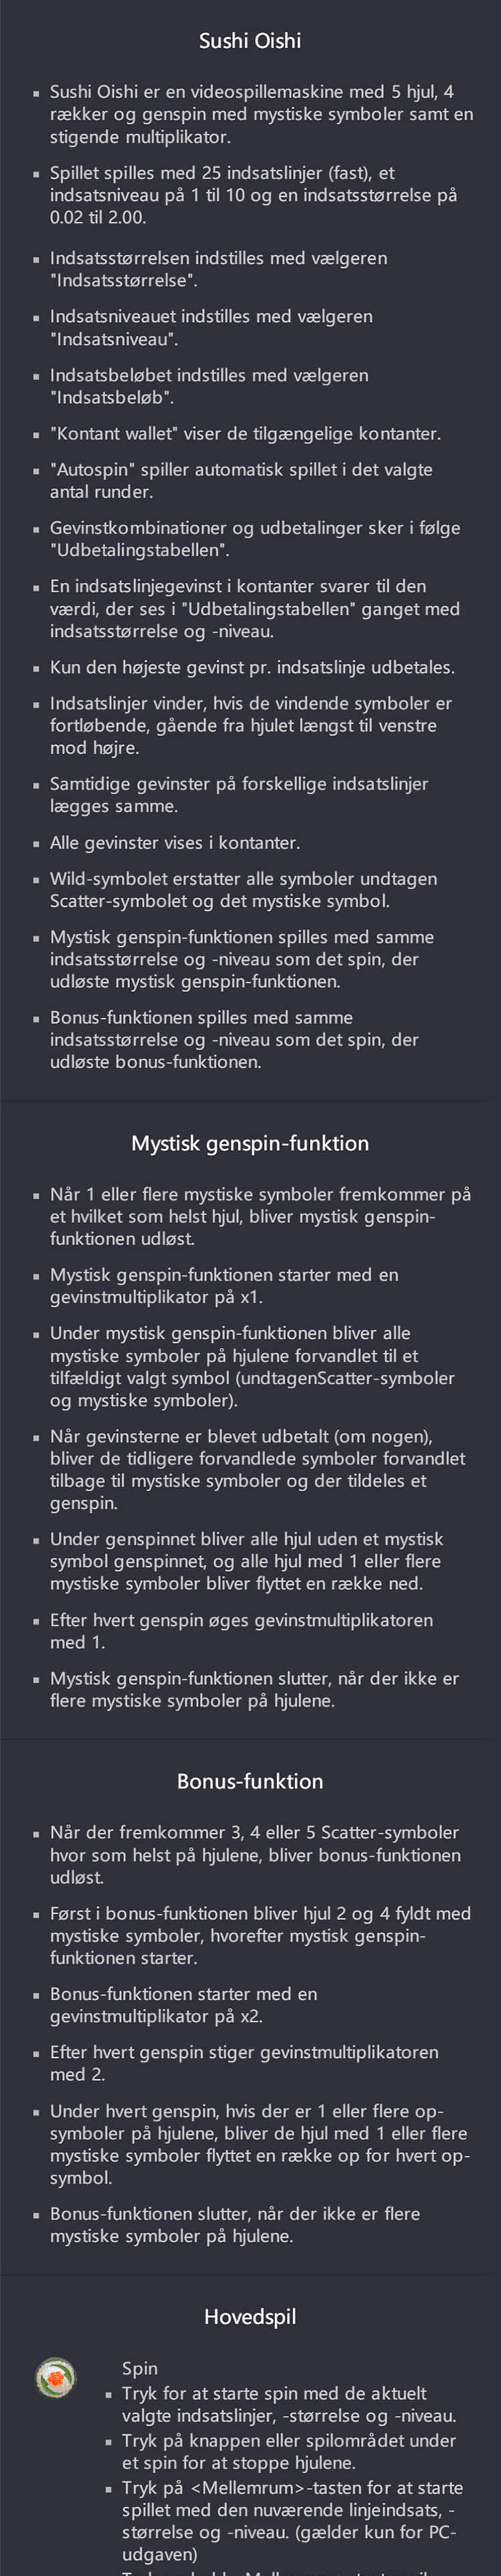 Sushi Oishi
▪ Sushi Oishi er en videospillemaskine med 5 hjul, 4
rækker og genspin med mystiske symboler samt en
stigende multiplikator.
▪ Spillet spilles med 25 indsatslinjer (fast), et
indsatsniveau på 1 til 10 og en indsatsstørrelse på
0.02 til 2.00.
▪ Indsatsstørrelsen indstilles med vælgeren
"Indsatsstørrelse".
▪ Indsatsniveauet indstilles med vælgeren
"Indsatsniveau".
▪ Indsatsbeløbet indstilles med vælgeren
"Indsatsbeløb".
▪ "Kontant wallet" viser de tilgængelige kontanter.
▪ "Autospin" spiller automatisk spillet i det valgte
antal runder.
▪ Gevinstkombinationer og udbetalinger sker i følge
"Udbetalingstabellen".
▪ En indsatslinjegevinst i kontanter svarer til den
værdi, der ses i "Udbetalingstabellen" ganget med
indsatsstørrelse og -niveau.
▪ Kun den højeste gevinst pr. indsatslinje udbetales.
▪ Indsatslinjer vinder, hvis de vindende symboler er
fortløbende, gående fra hjulet længst til venstre
mod højre.
▪ Samtidige gevinster på forskellige indsatslinjer
lægges samme.
▪ Alle gevinster vises i kontanter.
▪ Wild-symbolet erstatter alle symboler undtagen
Scatter-symbolet og det mystiske symbol.
▪ Mystisk genspin-funktionen spilles med samme
indsatsstørrelse og -niveau som det spin, der
udløste mystisk genspin-funktionen.
▪ Bonus-funktionen spilles med samme
indsatsstørrelse og -niveau som det spin, der
udløste bonus-funktionen.
Mystisk genspin-funktion
▪ Når 1 eller flere mystiske symboler fremkommer på
et hvilket som helst hjul, bliver mystisk genspin-
funktionen udløst.
▪ Mystisk genspin-funktionen starter med en
gevinstmultiplikator på x1.
▪ Under mystisk genspin-funktionen bliver alle
mystiske symboler på hjulene forvandlet til et
tilfældigt valgt symbol (undtagenScatter-symboler
og mystiske symboler).
▪ Når gevinsterne er blevet udbetalt (om nogen),
bliver de tidligere forvandlede symboler forvandlet
tilbage til mystiske symboler og der tildeles et
genspin.
▪ Under genspinnet bliver alle hjul uden et mystisk
symbol genspinnet, og alle hjul med 1 eller flere
mystiske symboler bliver flyttet en række ned.
▪ Efter hvert genspin øges gevinstmultiplikatoren
med 1.
▪ Mystisk genspin-funktionen slutter, når der ikke er
flere mystiske symboler på hjulene.
Bonus-funktion
▪ Når der fremkommer 3, 4 eller 5 Scatter-symboler
hvor som helst på hjulene, bliver bonus-funktionen
udløst.
▪ Først i bonus-funktionen bliver hjul 2 og 4 fyldt med
mystiske symboler, hvorefter mystisk genspin-
funktionen starter.
▪ Bonus-funktionen starter med en
gevinstmultiplikator på x2.
▪ Efter hvert genspin stiger gevinstmultiplikatoren
med 2.
▪ Under hvert genspin, hvis der er 1 eller flere op-
symboler på hjulene, bliver de hjul med 1 eller flere
mystiske symboler flyttet en række op for hvert op-
symbol.
▪ Bonus-funktionen slutter, når der ikke er flere
mystiske symboler på hjulene.
Hovedspil
Spin
▪ Tryk for at starte spin med de aktuelt
valgte indsatslinjer, -størrelse og -niveau.
▪ Tryk på knappen eller spilområdet under
et spin for at stoppe hjulene.
▪ Tryk på <Mellemrum>-tasten for at starte
spillet med den nuværende linjeindsats, -
størrelse og -niveau. (gælder kun for PC-
udgaven)